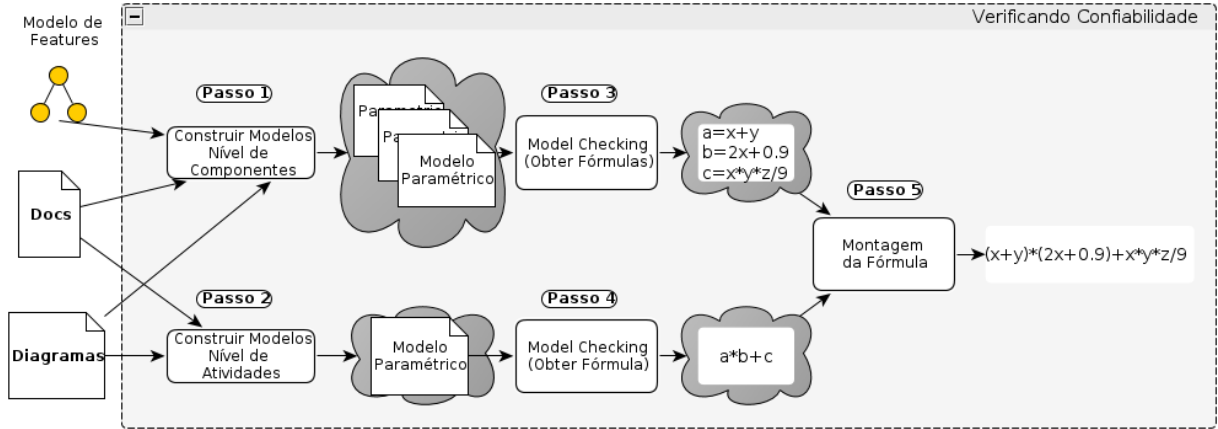 Verificando Confiabilidade
Modelo de
Features
Passo 1
Construir Modelos
Nível de
Componentes
Modelo
Paramétrico
Passo 3
Model Checking
(Obter Fórmulas)
a=x+y
b=2x+0.9
c=x*y*z/9
Passo 5
Montagem
da Fórmula
(x+y)*(2x+0.9)+x*y*z/9
Docs
Diagramas
Passo 2
Construir Modelos
Nível de
Atividades
Modelo
Paramétrico
Passo 4
Model Checking
(Obter Fórmula)
a*b+c